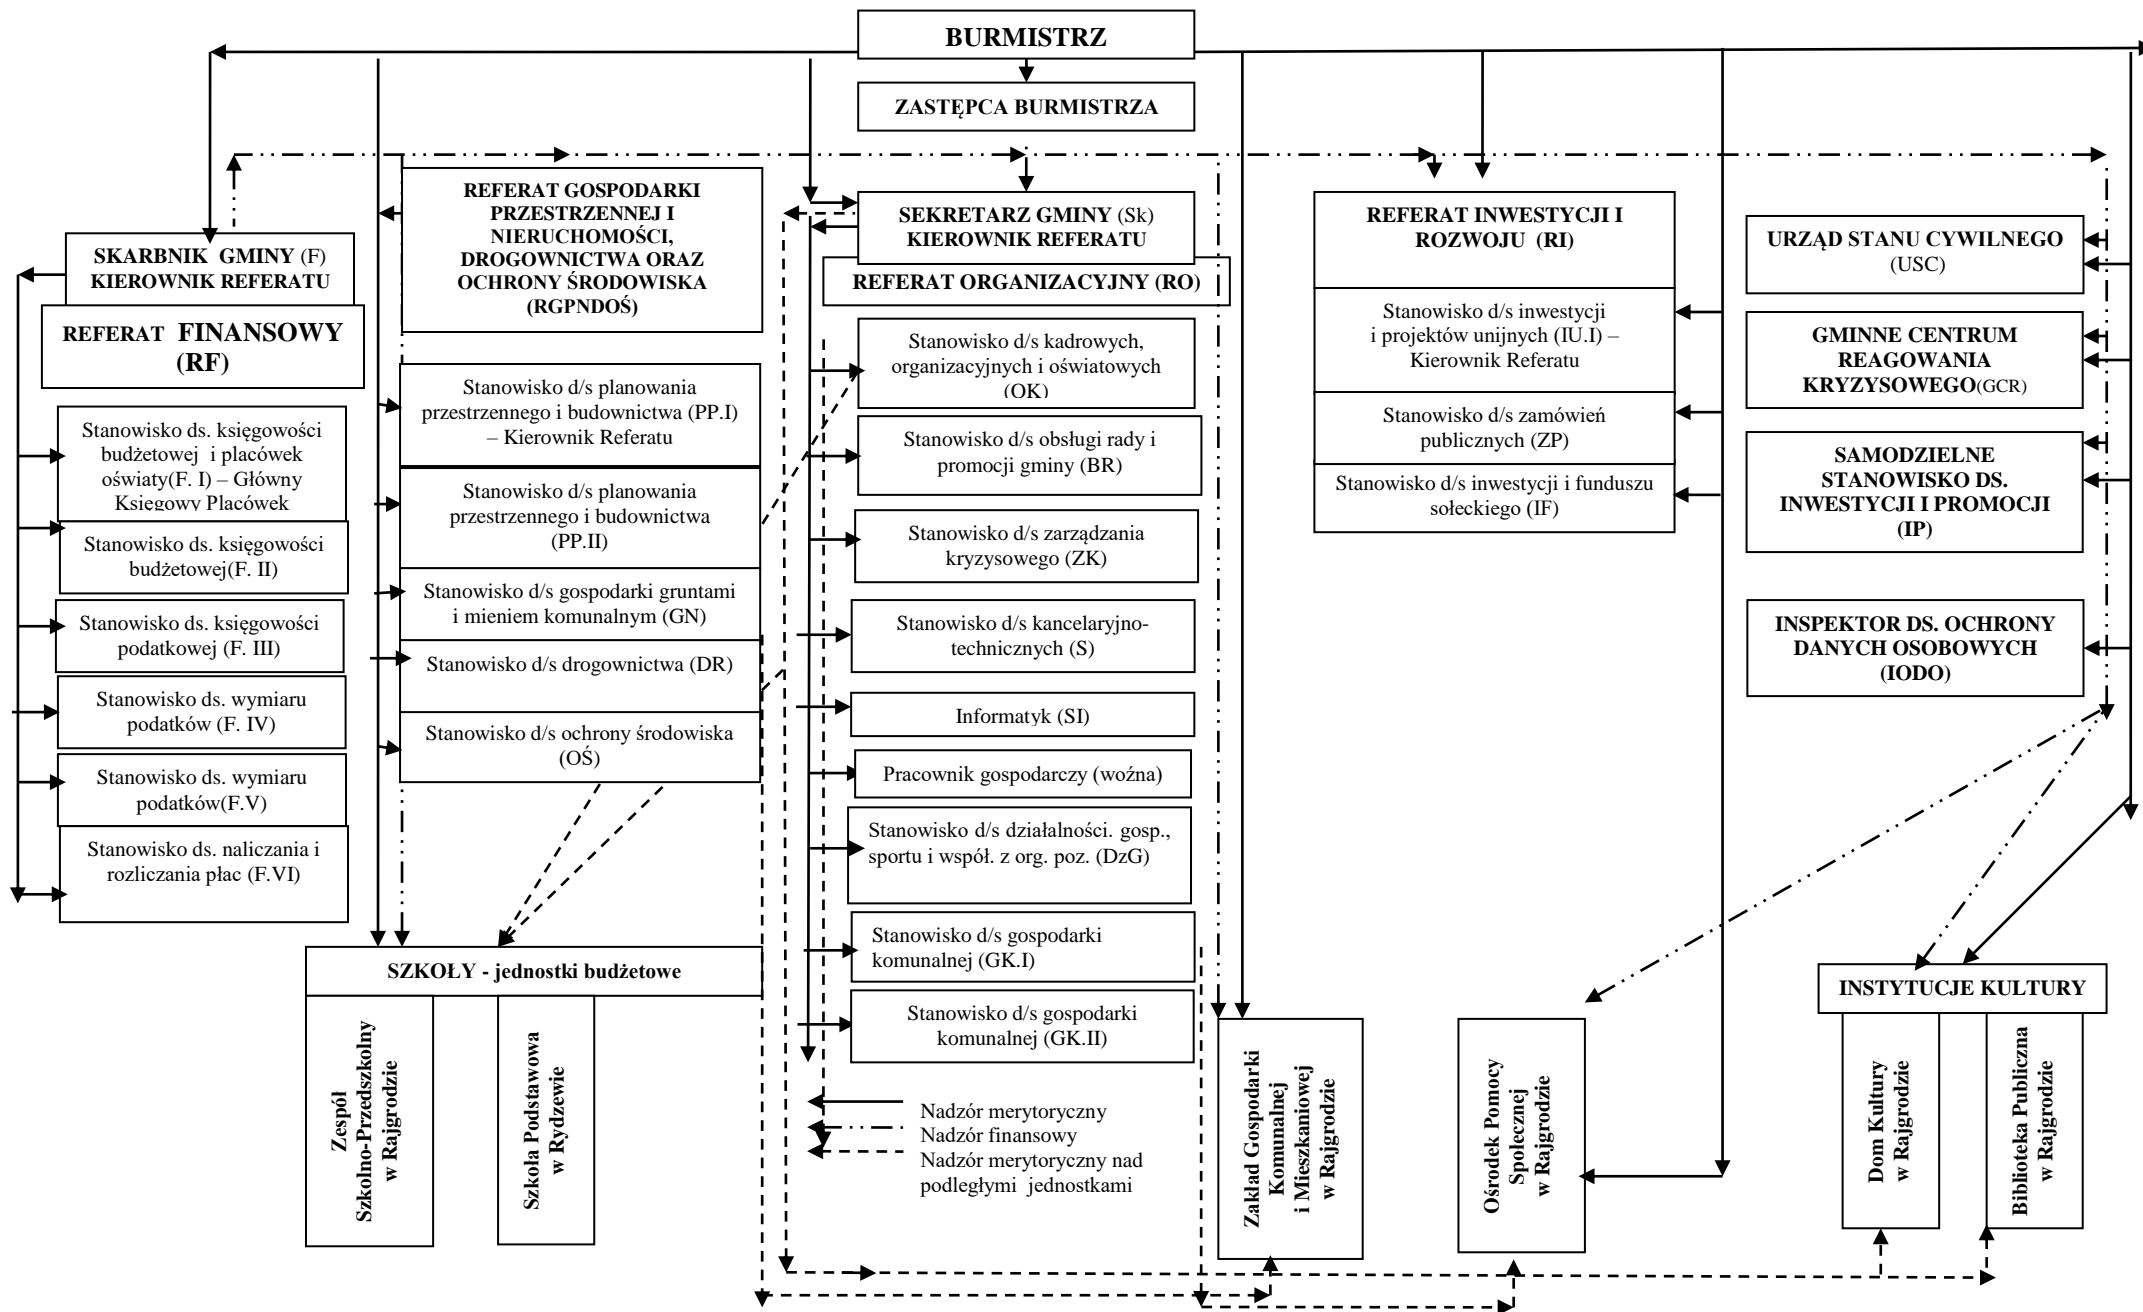 BURMISTRZ
ZASTĘPCA BURMISTRZA
SKARBNIK GMINY (F)
KIEROWNIK REFERATU
REFERAT FINANSOWY
(RF)
Stanowisko ds. księgowości
budżetowej i placówek
oświaty(F. I) – Główny
Księgowy Placówek
Stanowisko ds. księgowości
budżetowej(F. II)
Stanowisko ds. księgowości
podatkowej (F. III)
Stanowisko ds. wymiaru
podatków (F. IV)
Stanowisko ds. wymiaru
podatków(F.V)
Stanowisko ds. naliczania i
rozliczania płac (F.VI)
REFERAT GOSPODARKI
PRZESTRZENNEJ I
NIERUCHOMOŚCI,
DROGOWNICTWA ORAZ
OCHRONY ŚRODOWISKA
(RGPNDOŚ)
Stanowisko d/s planowania
przestrzennego i budownictwa (PP.I)
– Kierownik Referatu
Stanowisko d/s planowania
przestrzennego i budownictwa
(PP.II)
Stanowisko d/s gospodarki gruntami
i mieniem komunalnym (GN)
Stanowisko d/s drogownictwa (DR)
Stanowisko d/s ochrony środowiska
(OŚ)
SZKOŁY - jednostki budżetowe
Zespół
Szkolno-Przedszkolny
w Rajgrodzie
Szkoła Podstawowa
w Rydzewie
SEKRETARZ GMINY (Sk)
KIEROWNIK REFERATU
REFERAT ORGANIZACYJNY (RO)
Stanowisko d/s kadrowych,
organizacyjnych i oświatowych
(OK)
Stanowisko d/s obsługi rady i
promocji gminy (BR)
Stanowisko d/s zarządzania
kryzysowego (ZK)
Stanowisko d/s kancelaryjno-
technicznych (S)
Informatyk (SI)
Pracownik gospodarczy (woźna)
Stanowisko d/s działalności. gosp.,
sportu i współ. z org. poz. (DzG)
Stanowisko d/s gospodarki
komunalnej (GK.I)
Stanowisko d/s gospodarki
komunalnej (GK.II)
Nadzór merytoryczny
Nadzór finansowy
Nadzór merytoryczny nad
podległymi jednostkami
REFERAT INWESTYCJI I
ROZWOJU (RI)
Stanowisko d/s inwestycji
i projektów unijnych (IU.I) –
Kierownik Referatu
Stanowisko d/s zamówień
publicznych (ZP)
Stanowisko d/s inwestycji i funduszu
sołeckiego (IF)
Zakład Gospodarki
Komunalnej
i Mieszkaniowej
w Rajgrodzie
Ośrodek Pomocy
Społecznej
w Rajgrodzie
URZĄD STANU CYWILNEGO
(USC)
GMINNE CENTRUM
REAGOWANIA
KRYZYSOWEGO(GCR)
SAMODZIELNE
STANOWISKO DS.
INWESTYCJI I PROMOCJI
(IP)
INSPEKTOR DS. OCHRONY
DANYCH OSOBOWYCH
(IODO)
INSTYTUCJE KULTURY
Dom Kultury
w Rajgrodzie
Biblioteka Publiczna
w Rajgrodzie